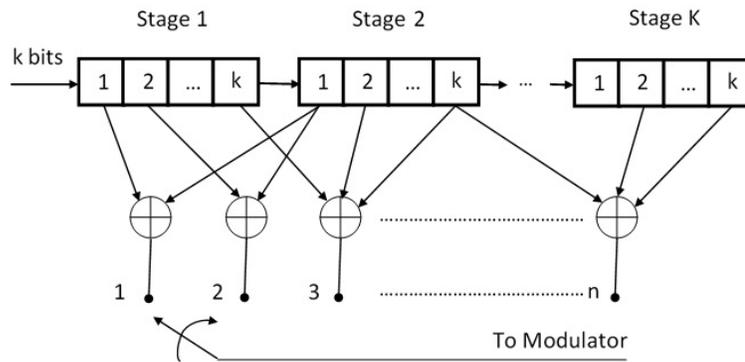 Stage 1 Stage 2 Stage K
k bits
1 2 ... k 1 2 ... k ... 1 2 ... k
1 2 3 n
To Modulator